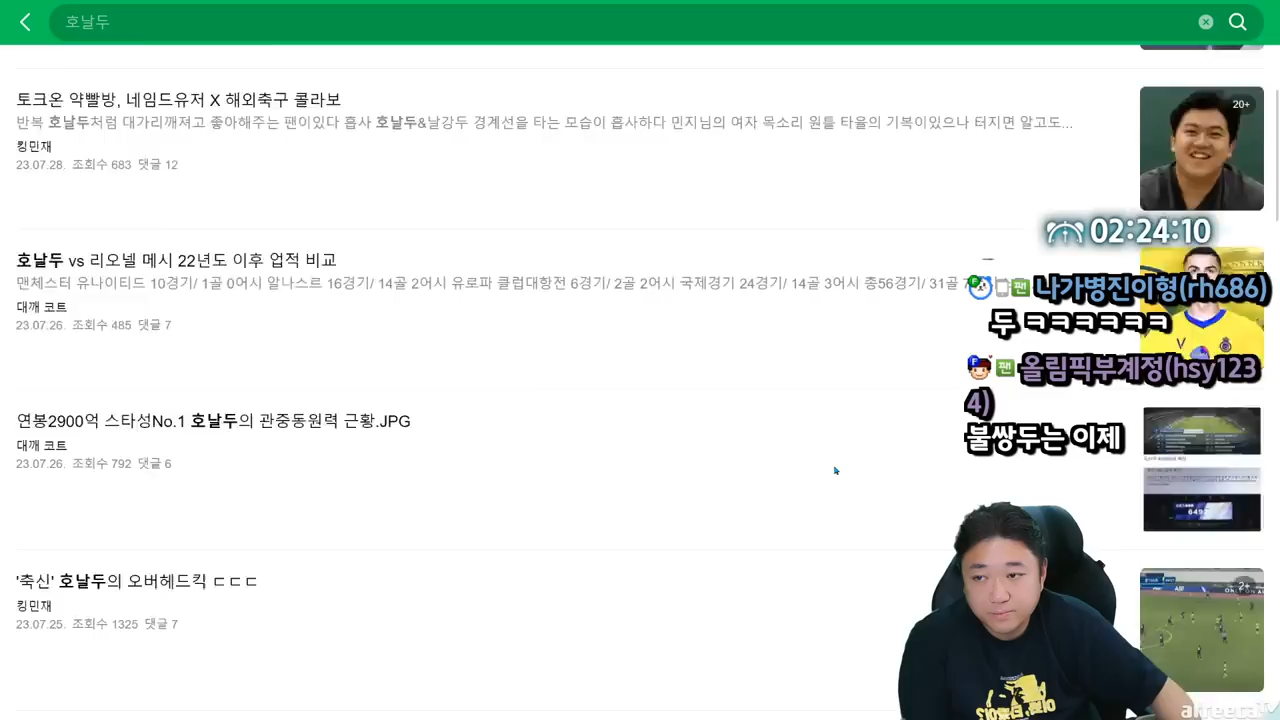 호날두
토크온 약빨방, 네임드유저 X 해외축구 콜라보
20+
반복 호날두처럼 대가리깨져고 좋아해주는 팬이있다 흡사 호날두&날강두 경계선을 타는 모습이 흡사하다 민지님의 여자 목소리 원툴 타율의 기복이있으나 터지면 알고도...
킹민재
23.07.28. 조회수 683 댓글 12
02:24:10
호날두 vs 리오넬 메시 22년도 이후 업적 비교
맨체스티 유나이티드 10경기/ 1골 0어시 알나스르 16경기/ 14골 2어시 유로파 클럽대항전 6경기/ 2골 2어시 국제경기 24경기/ 14골 3어시 총56경기/ 31골
대깨 코트
23.07.26. 조회수 485 댓글 7
팬 나가병진이형(rh686)
두 ㅋㅋㅋㅋㅋㅋ
팬 올림픽부계정(hsy123
4)
불쌍두는 이제
연봉2900억 스타성No.1 호날두의 관중동원력 근황.JPG
대깨 코트
23.07.26. 조회수 792 댓글 6
'축신' 호날두의 오버헤드킥 ㄷㄷㄷ
2+
킹민재
23.07.25. 조회수 1325 댓글 7
afreecaTV